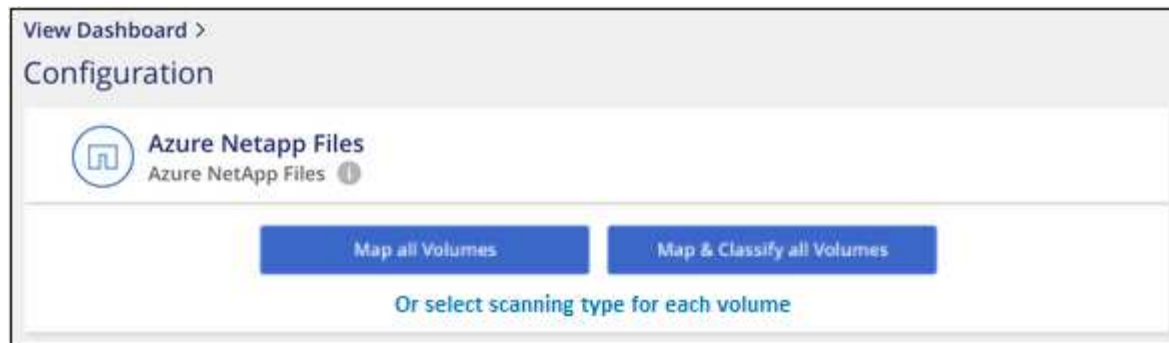 View Dashboard >
Configuration
Azure Netapp Files
Azure NetApp Files i
Map all Volumes
Map & Classify all Volumes
Or select scanning type for each volume